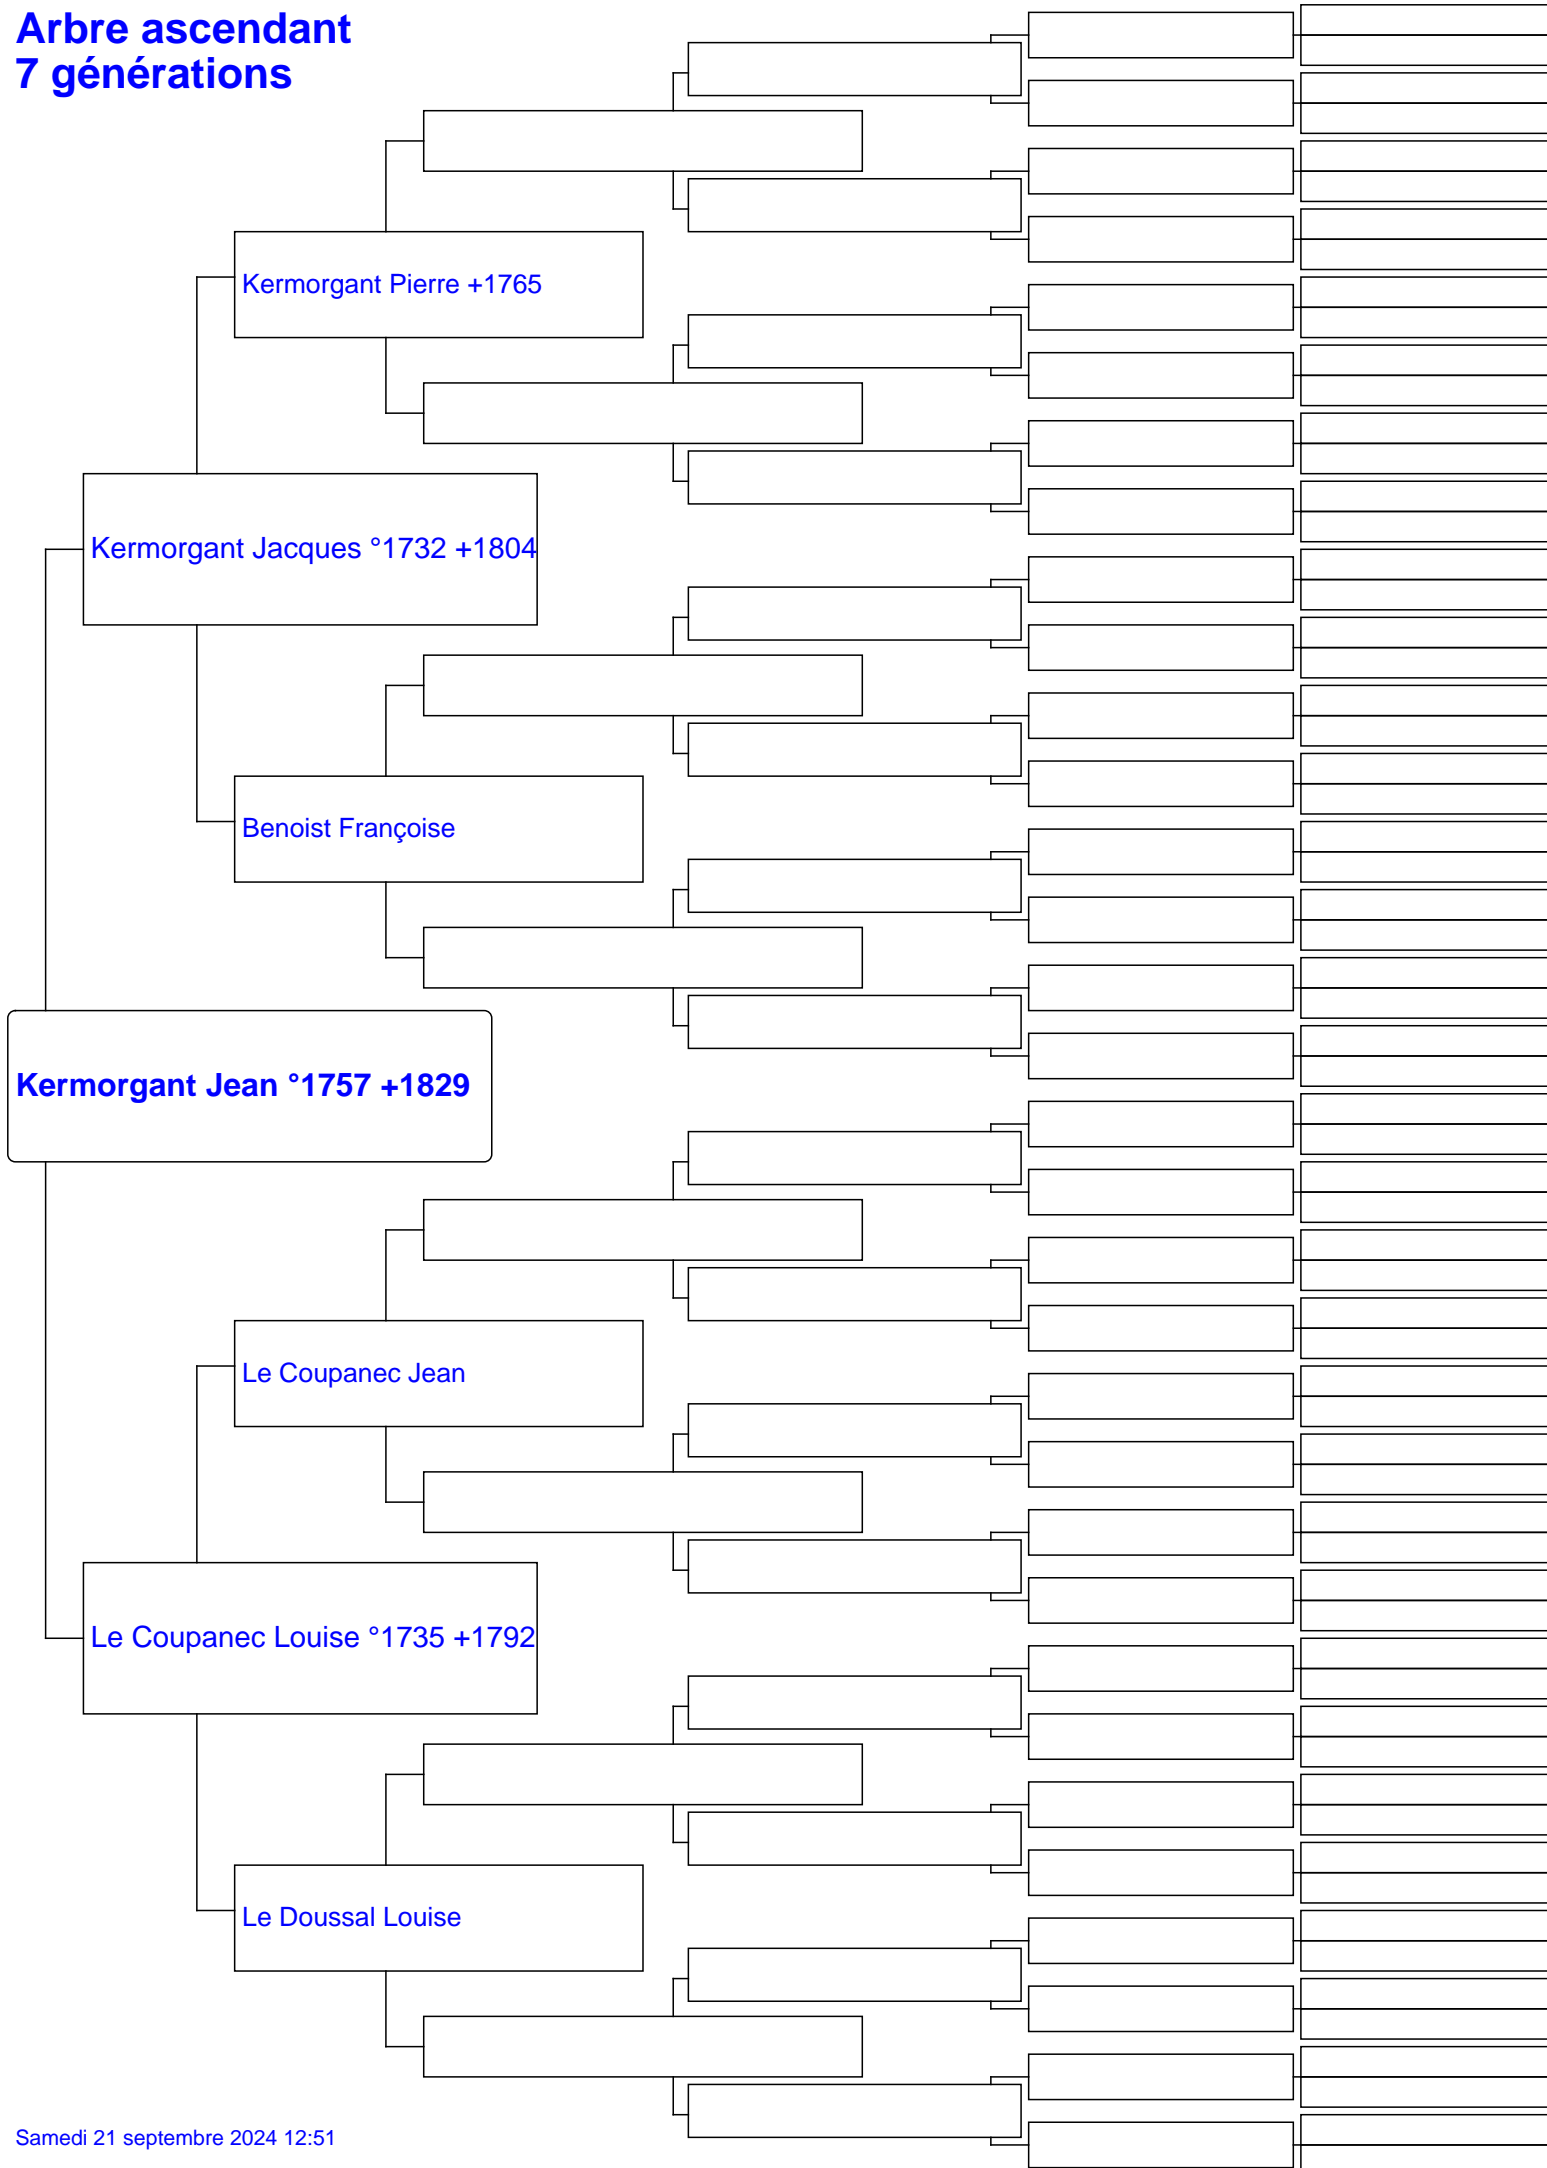 Arbre ascendant
7 générations
Kermorgant Pierre +1765
Kermorgant Jacques °1732 +1804
Benoist Françoise
Kermorgant Jean °1757 +1829
Le Coupanec Jean
Le Coupanec Louise °1735 +1792
Le Doussal Louise
Samedi 21 septembre 2024 12:51